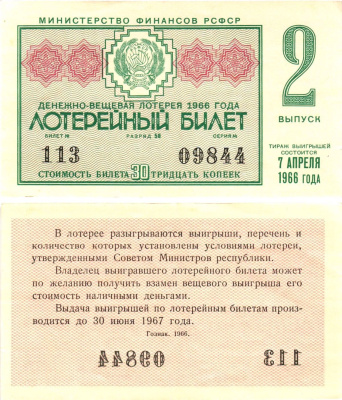 МИНИСТЕРСТВО ФИНАНСОВ РСФСР
ДЕНЕЖНО-ВЕЩЕВАЯ ЛОТЕРЕЯ 1966 ГОДА
ЛОТЕРЕЙНЫЙ БИЛЕТ
БИЛЕТ № РАЗРЯД 58 СЕРИЯ №
113 09844
СТОИМОСТЬ БИЛЕТА 30 ТРИДЦАТЬ КОПЕЕК
2
ВЫПУСК
ТИРАЖ ВЫИГРЫШЕЙ
СОСТОИТСЯ
7 АПРЕЛЯ
1966 ГОДА
В лотерее разыгрываются выигрыши, перечень и
количество которых установлены условиями лотереи,
утвержденными Советом Министров республики.
Владелец выигравшего лотерейного билета может
по желанию получить взамен вещевого выигрыша его
стоимость наличными деньгами.
Выдача выигрышей по лотерейным билетам произ-
водится до 30 июня 1967 года.
Гознак. 1966.
09844 113